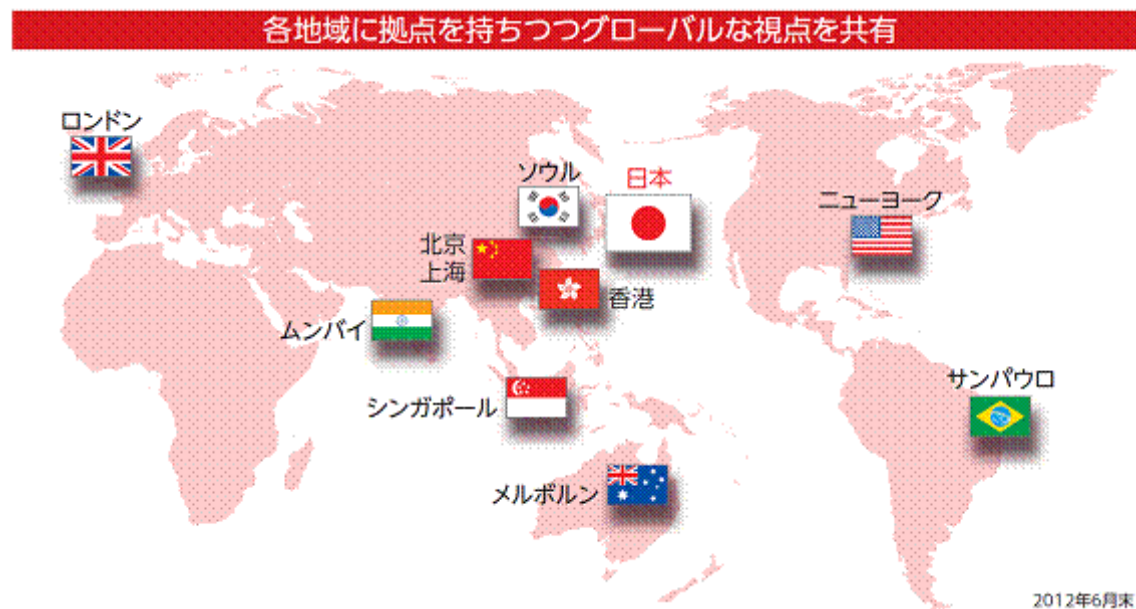 各地域に拠点を持ちつつグローバルな視点を共有
ロンドン
ソウル
日本
ニューヨーク
北京
上海
香港
ムンバイ
サンパウロ
シンガポール
メルボルン
2012年6月末